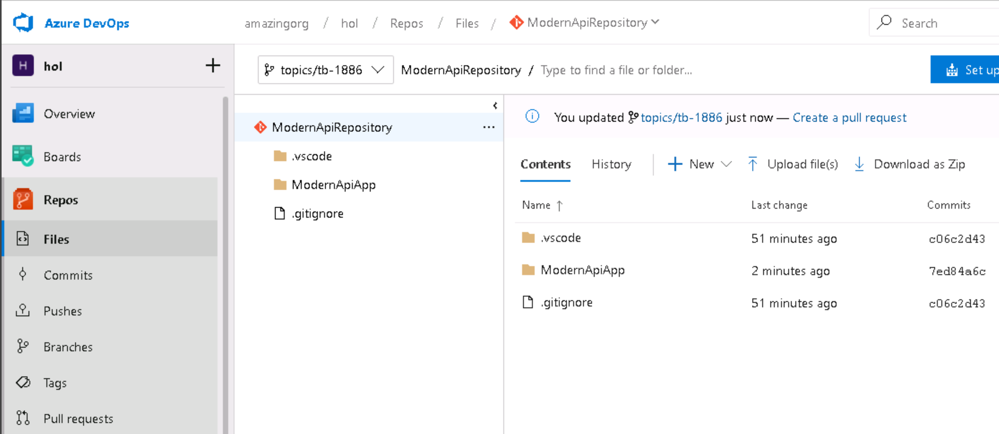 Azure DevOps
amazingorg / hol / Repos / Files / ModernApiRepository
Search
H hol
topics/tb-1886
ModernApiRepository / Type to find a file or folder...
Set up
Overview
Boards
Repos
Files
Commits
Pushes
Branches
Tags
Pull requests
ModernApiRepository ...
.vscode
ModernApiApp
.gitignore
You updated topics/tb-1886 just now — Create a pull request
Contents History New Upload file(s) Download as Zip
Name ↑ Last change Commits
.vscode 51 minutes ago c06c2d43
ModernApiApp 2 minutes ago 7ed84a6c
.gitignore 51 minutes ago c06c2d43